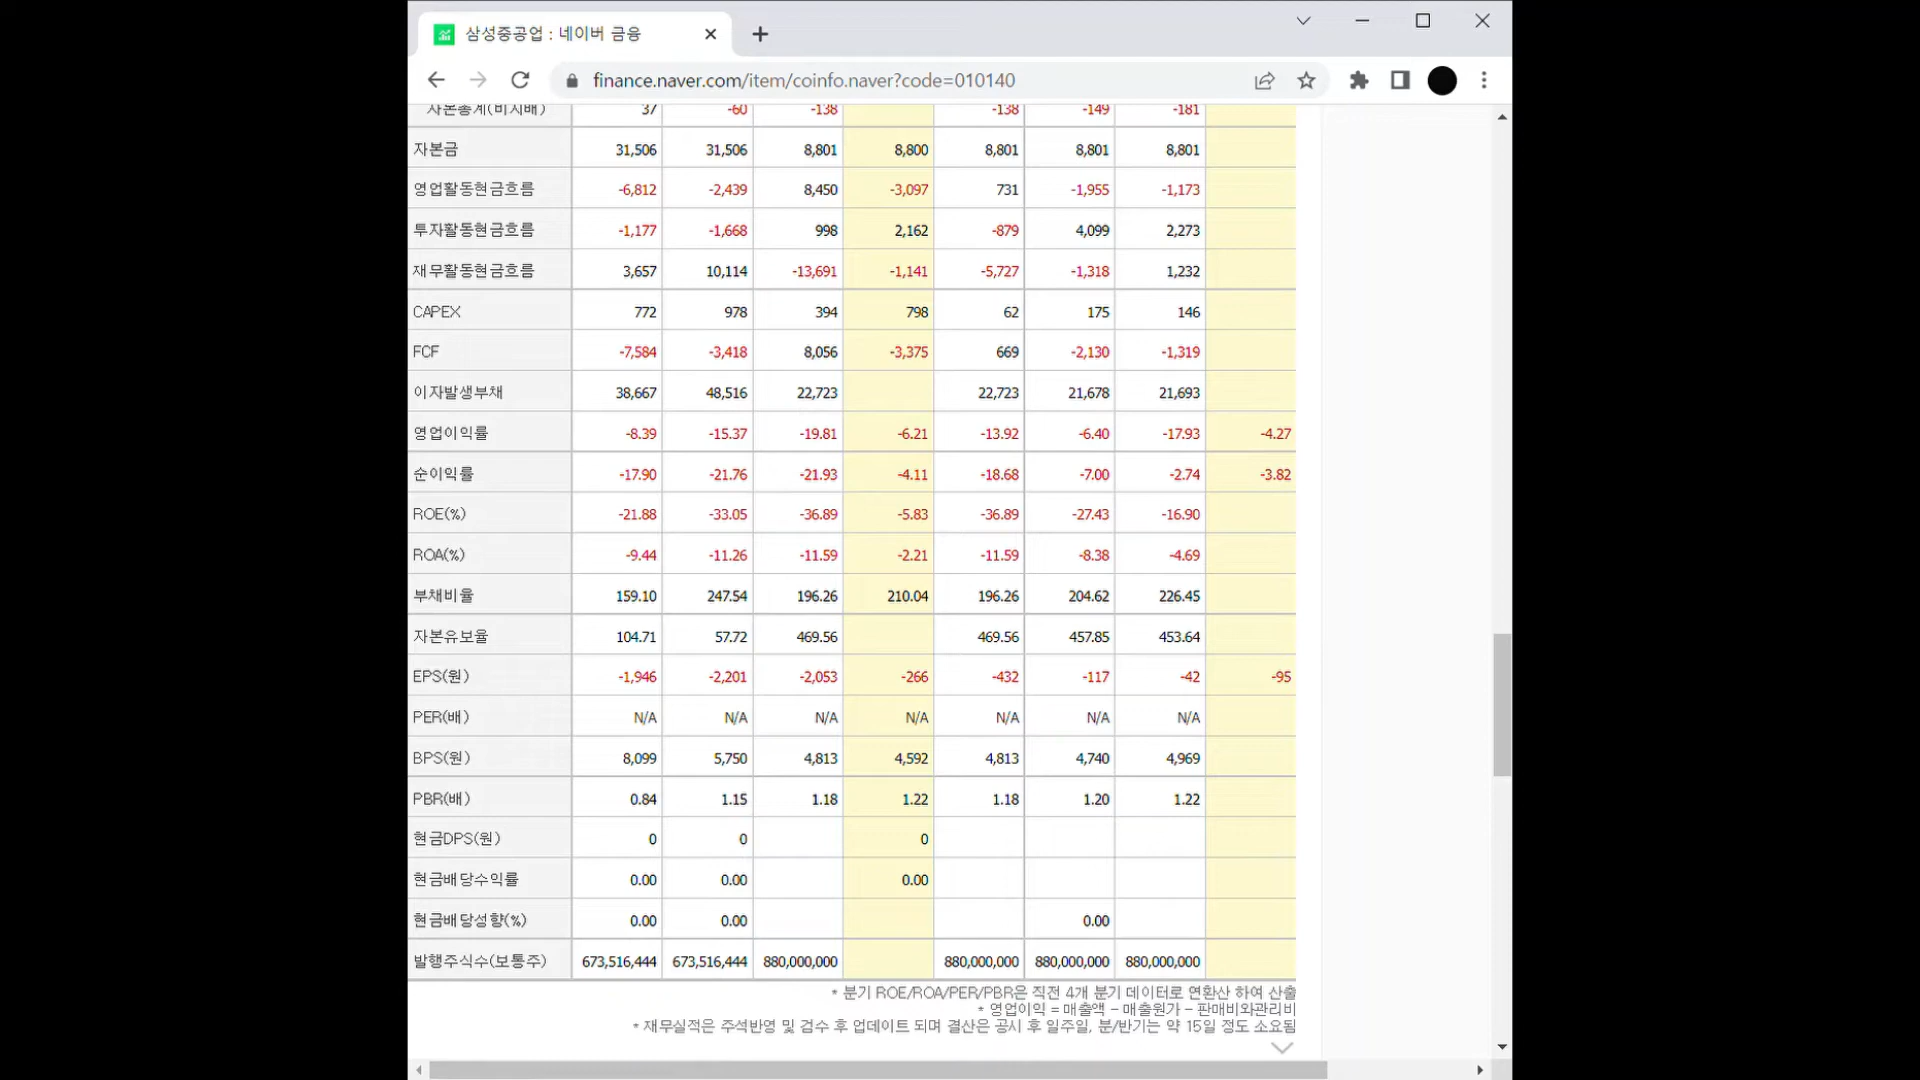 삼성중공업 : 네이버 금융
finance.naver.com/item/coinfo.naver?code=010140
자본총계(비지배) 37 -60 -138 -138 -149 -181
자본금 31,506 31,506 8,801 8,800 8,801 8,801 8,801
영업활동현금흐름 -6,812 -2,439 8,450 -3,097 731 -1,955 -1,173
투자활동현금흐름 -1,177 -1,668 998 2,162 -879 4,099 2,273
재무활동현금흐름 3,657 10,114 -13,691 -1,141 -5,727 -1,318 1,232
CAPEX 772 978 394 798 62 175 146
FCF -7,584 -3,418 8,056 -3,375 669 -2,130 -1,319
이자발생부채 38,667 48,516 22,723 22,723 21,678 21,693
영업이익률 -8.39 -15.37 -19.81 -6.21 -13.92 -6.40 -17.93 -4.27
순이익률 -17.90 -21.76 -21.93 -4.11 -18.68 -7.00 -2.74 -3.82
ROE(%) -21.88 -33.05 -36.89 -5.83 -36.89 -27.43 -16.90
ROA(%) -9.44 -11.26 -11.59 -2.21 -11.59 -8.38 -4.69
부채비율 159.10 247.54 196.26 210.04 196.26 204.62 226.45
자본유보율 104.71 57.72 469.56 469.56 457.85 453.64
EPS(원) -1,946 -2,201 -2,053 -266 -432 -117 -42 -95
PER(배) N/A N/A N/A N/A N/A N/A N/A
BPS(원) 8,099 5,750 4,813 4,592 4,813 4,740 4,969
PBR(배) 0.84 1.15 1.18 1.22 1.18 1.20 1.22
현금DPS(원) 0 0 0
현금배당수익률 0.00 0.00 0.00
현금배당성향(%) 0.00 0.00 0.00
발행주식수(보통주) 673,516,444 673,516,444 880,000,000 880,000,000 880,000,000 880,000,000
* 분기 ROE/ROA/PER/PBR은 직전 4개 분기 데이터로 연환산 하여 산출
* 영업이익 = 매출액 - 매출원가 - 판매비와관리비
* 재무실적은 주석반영 및 검수 후 업데이트 되며 결산은 공시 후 일주일, 분/반기는 약 15일 정도 소요됨